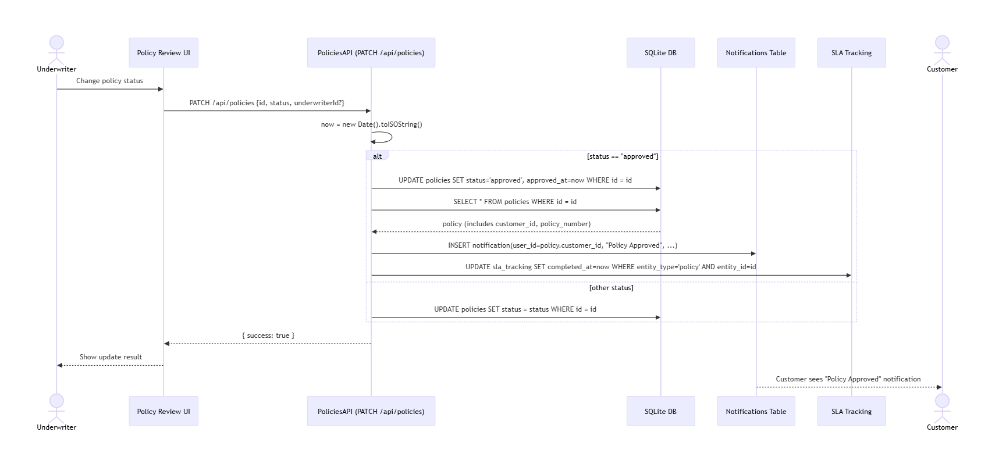 Policy Review UI
PoliciesAPI (PATCH /api/policies)
SQLite DB
Notifications Table
SLA Tracking
Underwriter
Customer
Change policy status
PATCH /api/policies {id, status, underwriterId?}
now = new Date().toISOString()
alt
[status == "approved"]
UPDATE policies SET status='approved', approved_at=now WHERE id = id
SELECT * FROM policies WHERE id = id
policy (includes customer_id, policy_number)
INSERT notification(user_id=policy.customer_id, "Policy Approved", ...)
UPDATE sla_tracking SET completed_at=now WHERE entity_type='policy' AND entity_id=id
[other status]
UPDATE policies SET status = status WHERE id = id
{ success: true }
Show update result
Customer sees "Policy Approved" notification
Policy Review UI
PoliciesAPI (PATCH /api/policies)
SQLite DB
Notifications Table
SLA Tracking
Underwriter
Customer